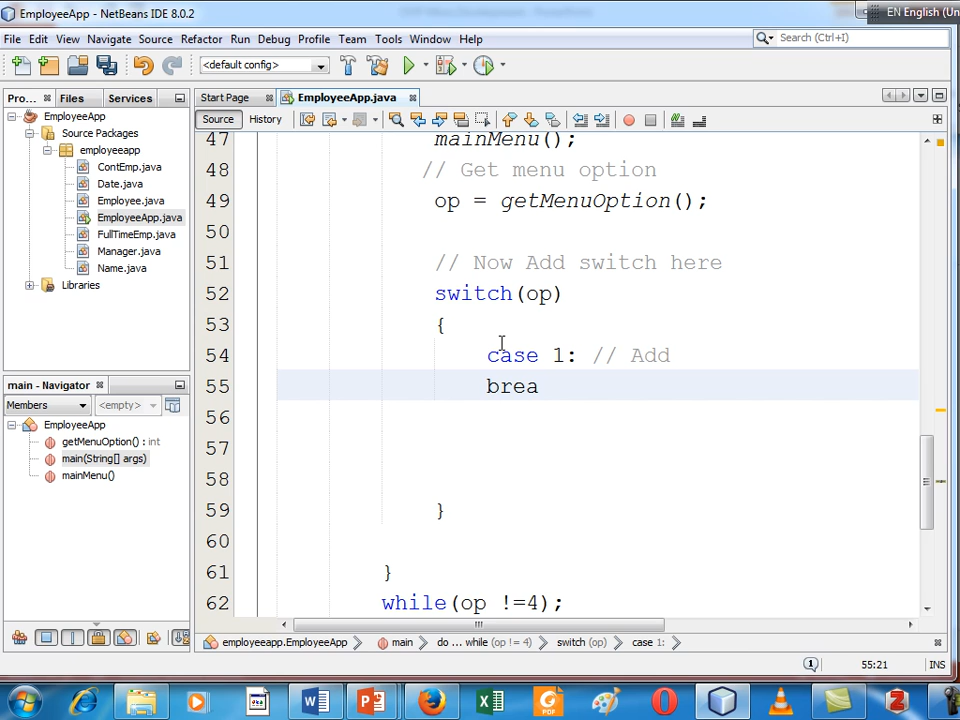 EmployeeApp - NetBeans IDE 8.0.2
EN English (Un
File Edit View Navigate Source Refactor Run Debug Profile Team Tools Window Help
Search (Ctrl+I)
<default config>
Pro... Files Services
Start Page EmployeeApp.java
Source History
EmployeeApp
Source Packages
employeeapp
ContEmp.java
Date.java
Employee.java
EmployeeApp.java
FullTimeEmp.java
Manager.java
Name.java
Libraries
main - Navigator
Members <empty>
EmployeeApp
getMenuOption() : int
main(String[] args)
mainMenu()
47 mainMenu();
48 // Get menu option
49 op = getMenuOption();
50
51 // Now Add switch here
52 switch(op)
53 {
54 case 1: // Add
55 brea
56
57
58
59 }
60
61 }
62 while(op !=4);
employeeapp.EmployeeApp main do ... while (op != 4) switch (op) case 1:
1 55:21 INS